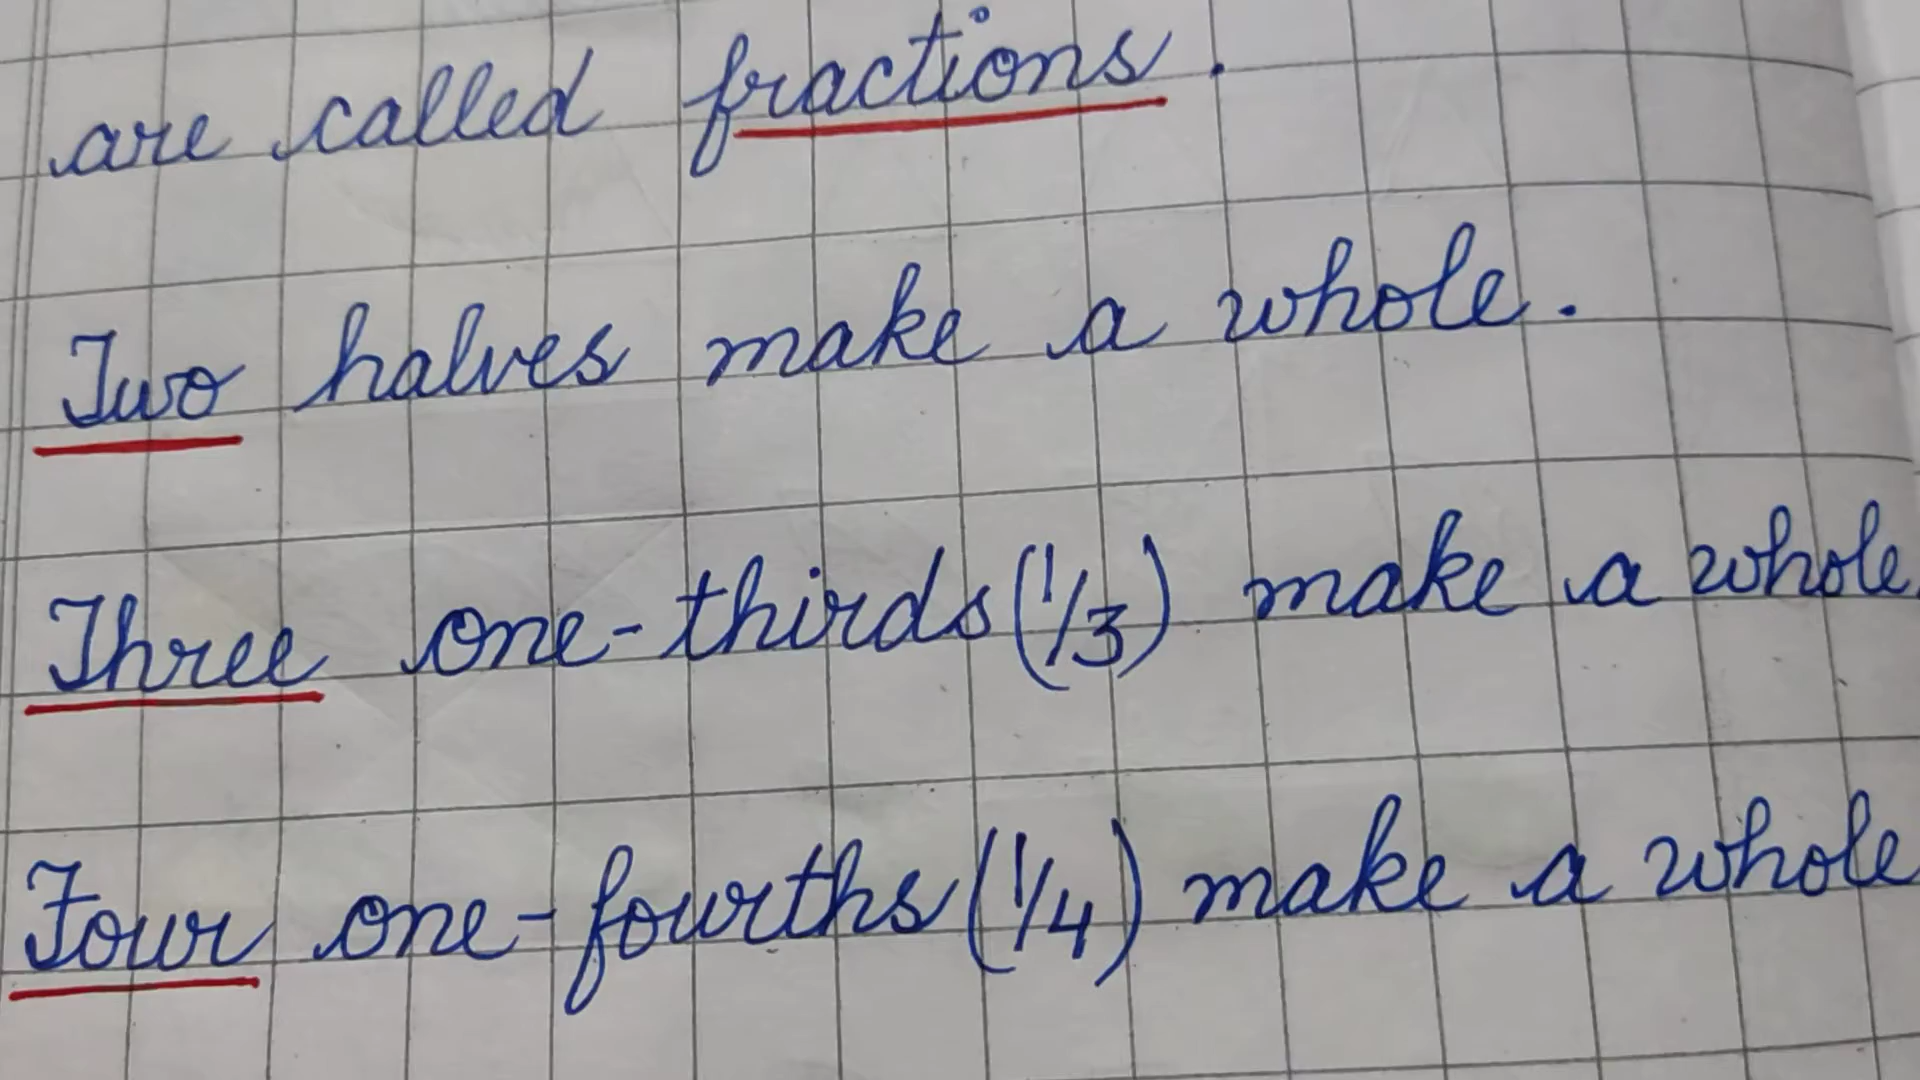 are called fractions.
Two halves make a whole.
Three one-thirds (1/3) make a whole.
Four one-fourths (1/4) make a whole